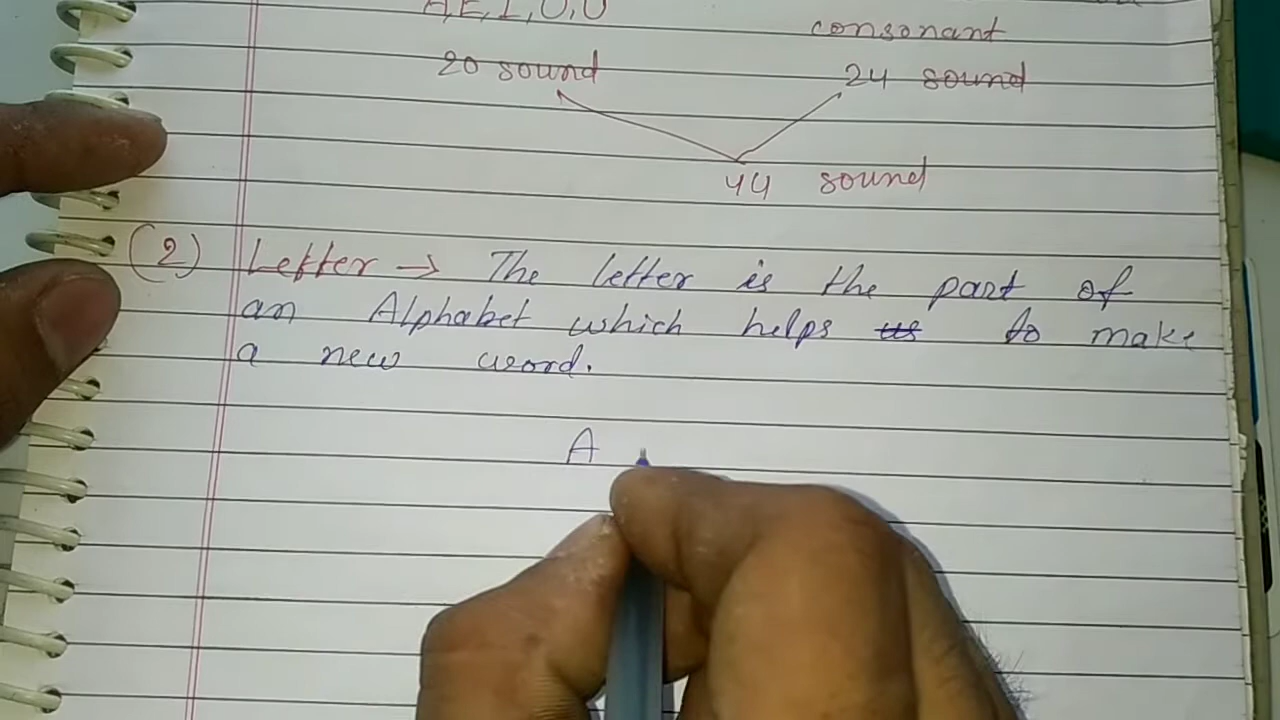 A, E, I, O, U
consonant
20 sound
24 sound
44 sound
(2) Letter → The letter is the part of
an Alphabet which helps us to make
a new word.
A